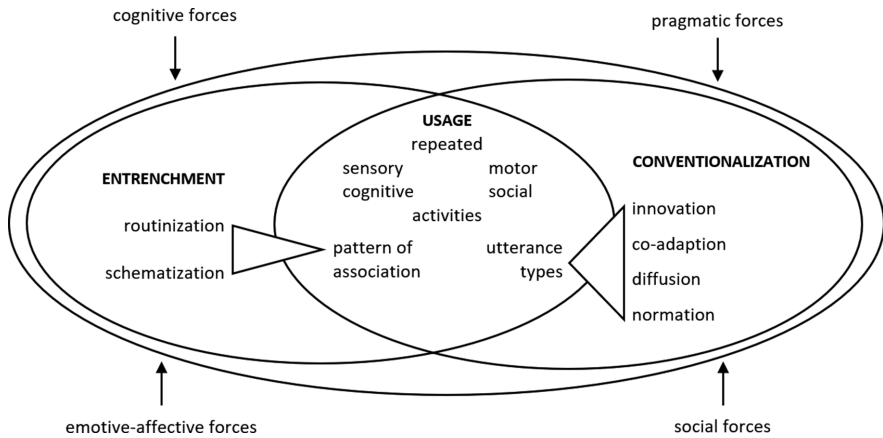 cognitive forces
pragmatic forces
USAGE
repeated
sensory motor
cognitive social
activities
ENTRENCHMENT
routinization
schematization
pattern of
association
utterance
types
CONVENTIONALIZATION
innovation
co-adaption
diffusion
normation
emotive-affective forces
social forces